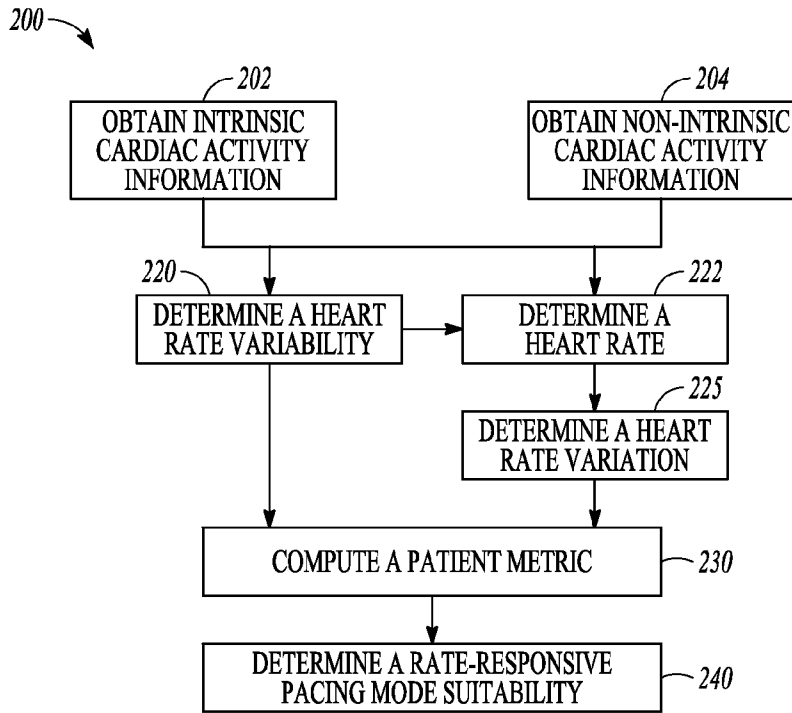 200
202
OBTAIN INTRINSIC
CARDIAC ACTIVITY
INFORMATION
204
OBTAIN NON-INTRINSIC
CARDIAC ACTIVITY
INFORMATION
220
DETERMINE A HEART
RATE VARIABILITY
222
DETERMINE A
HEART RATE
225
DETERMINE A HEART
RATE VARIATION
COMPUTE A PATIENT METRIC
230
DETERMINE A RATE-RESPONSIVE
PACING MODE SUITABILITY
240